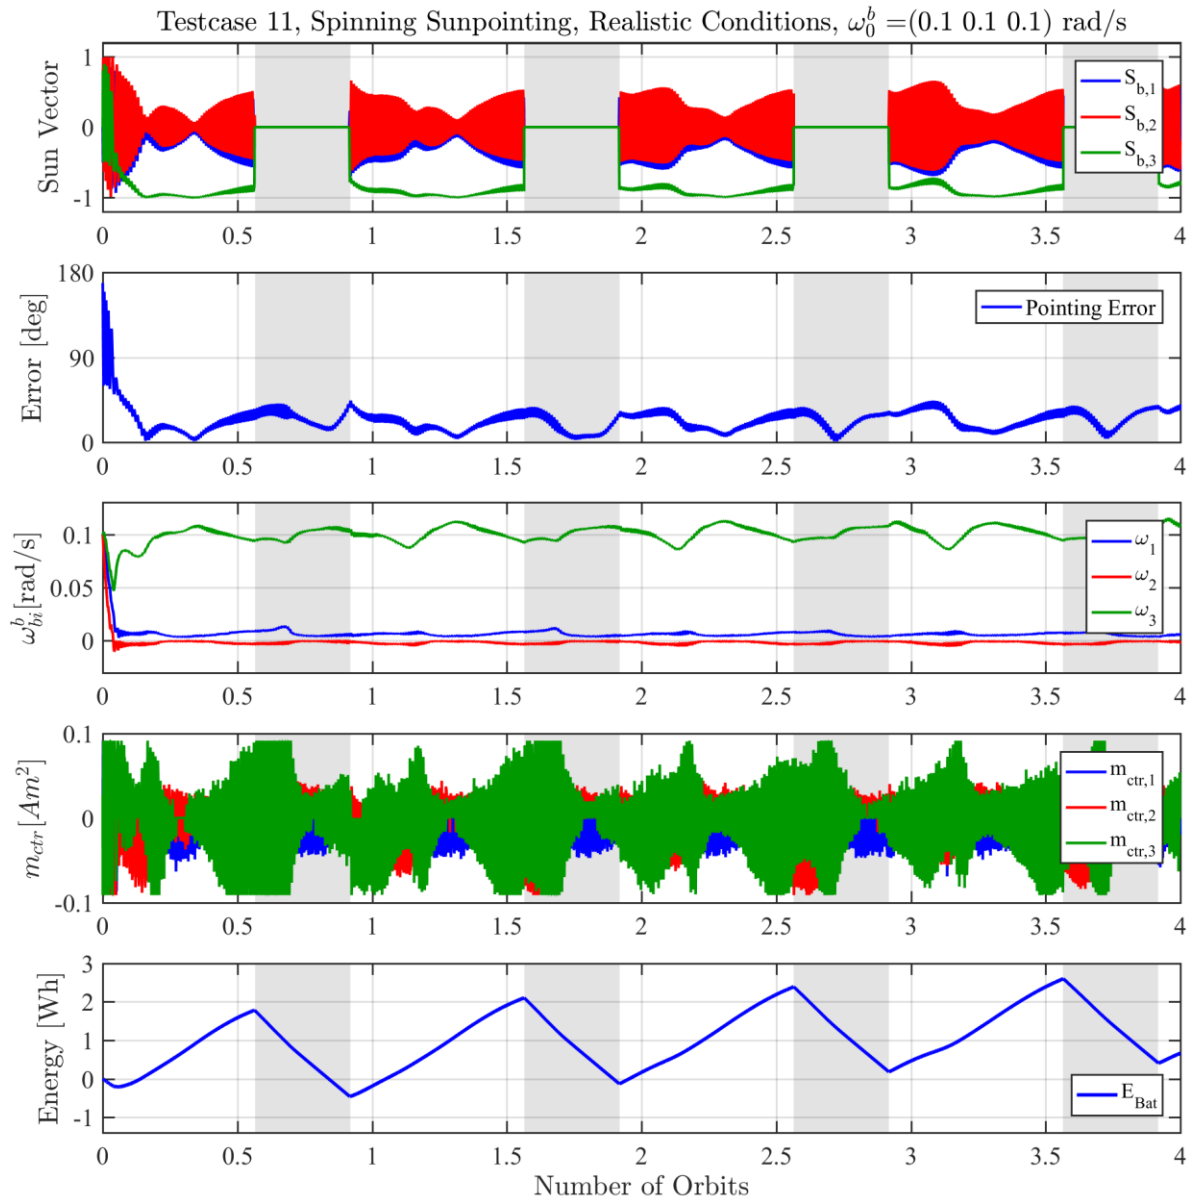 Testcase 11, Spinning Sunpointing, Realistic Conditions, ω₀ᵇ =(0.1 0.1 0.1) rad/s
Sun Vector
1
0
-1
S_b,1
S_b,2
S_b,3
0 0.5 1 1.5 2 2.5 3 3.5 4
Error [deg]
180
90
0
Pointing Error
0 0.5 1 1.5 2 2.5 3 3.5 4
ω_bi^b [rad/s]
0.1
0.05
0
ω_1
ω_2
ω_3
0 0.5 1 1.5 2 2.5 3 3.5 4
m_ctr [Am²]
0.1
0
-0.1
m_ctr,1
m_ctr,2
m_ctr,3
0 0.5 1 1.5 2 2.5 3 3.5 4
Energy [Wh]
3
2
1
0
-1
E_Bat
0 0.5 1 1.5 2 2.5 3 3.5 4
Number of Orbits